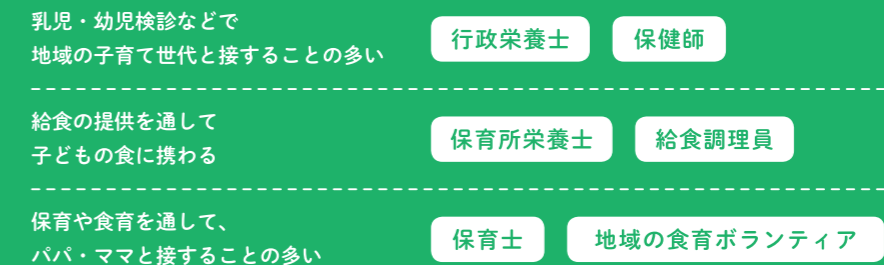 乳児・幼児検診などで
地域の子育て世代と接することの多い
行政栄養士 保健師
給食の提供を通して
子どもの食に携わる
保育所栄養士 給食調理員
保育や食育を通して、
パパ・ママと接することの多い
保育士 地域の食育ボランティア